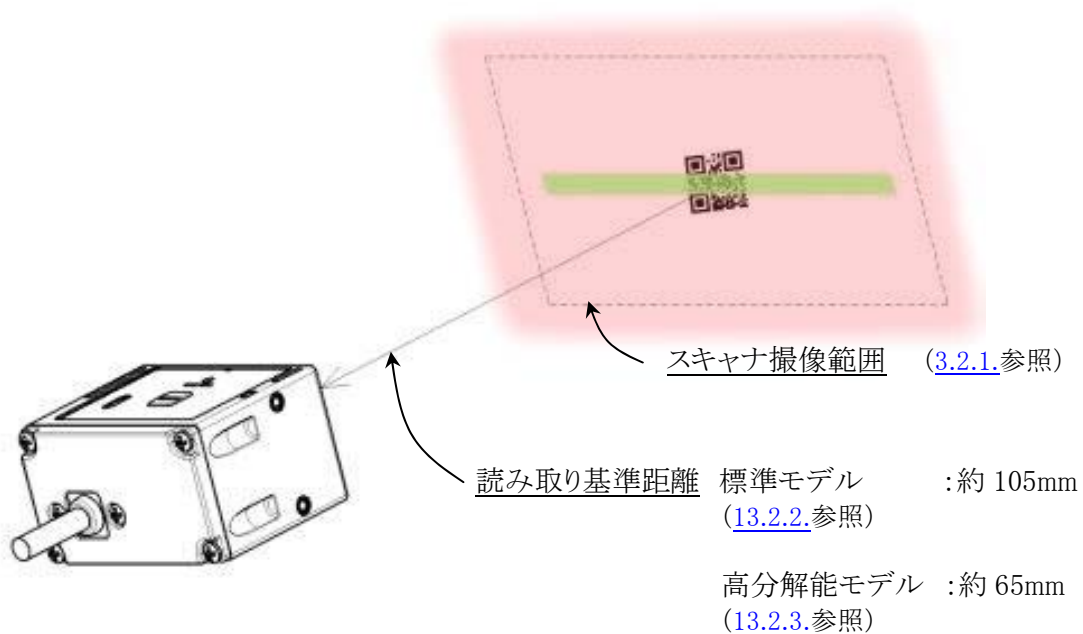 スキャナ撮像範囲 (3.2.1.参照)
読み取り基準距離 標準モデル :約 105mm
(13.2.2.参照)
高分解能モデル :約 65mm
(13.2.3.参照)